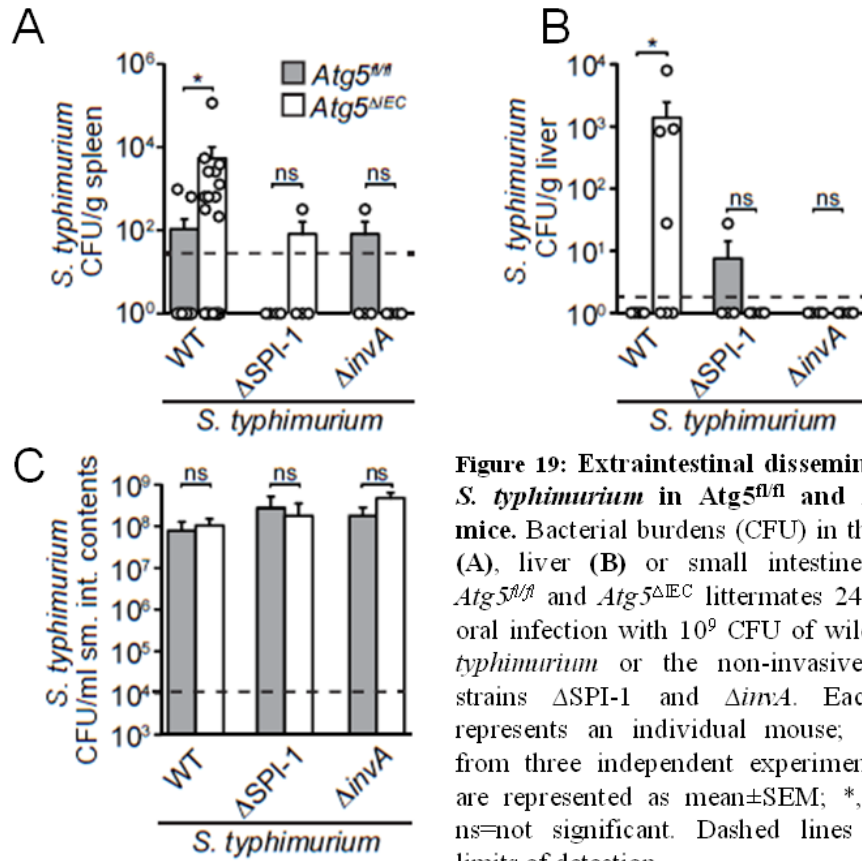 A
S. typhimurium
CFU/g spleen
10⁶
10⁴
10²
10⁰
*
ns
ns
Atg5fl/fl
Atg5ΔIEC
WT
ΔSPI-1
ΔinvA
S. typhimurium
B
S. typhimurium
CFU/g liver
10⁴
10³
10²
10¹
10⁰
*
ns
ns
WT
ΔSPI-1
ΔinvA
S. typhimurium
C
S. typhimurium
CFU/ml sm. int. contents
10⁹
10⁸
10⁷
10⁶
10⁵
10⁴
10³
ns
ns
ns
WT
ΔSPI-1
ΔinvA
S. typhimurium
Figure 19: Extraintestinal dissemin
S. typhimurium in Atg5fl/fl and
mice. Bacterial burdens (CFU) in th
(A), liver (B) or small intestine
Atg5fl/fl and Atg5ΔIEC littermates 24
oral infection with 10⁹ CFU of wil
typhimurium or the non-invasive
strains ΔSPI-1 and ΔinvA. Eac
represents an individual mouse;
from three independent experimen
are represented as mean±SEM; *,
ns=not significant. Dashed lines
limits of detection